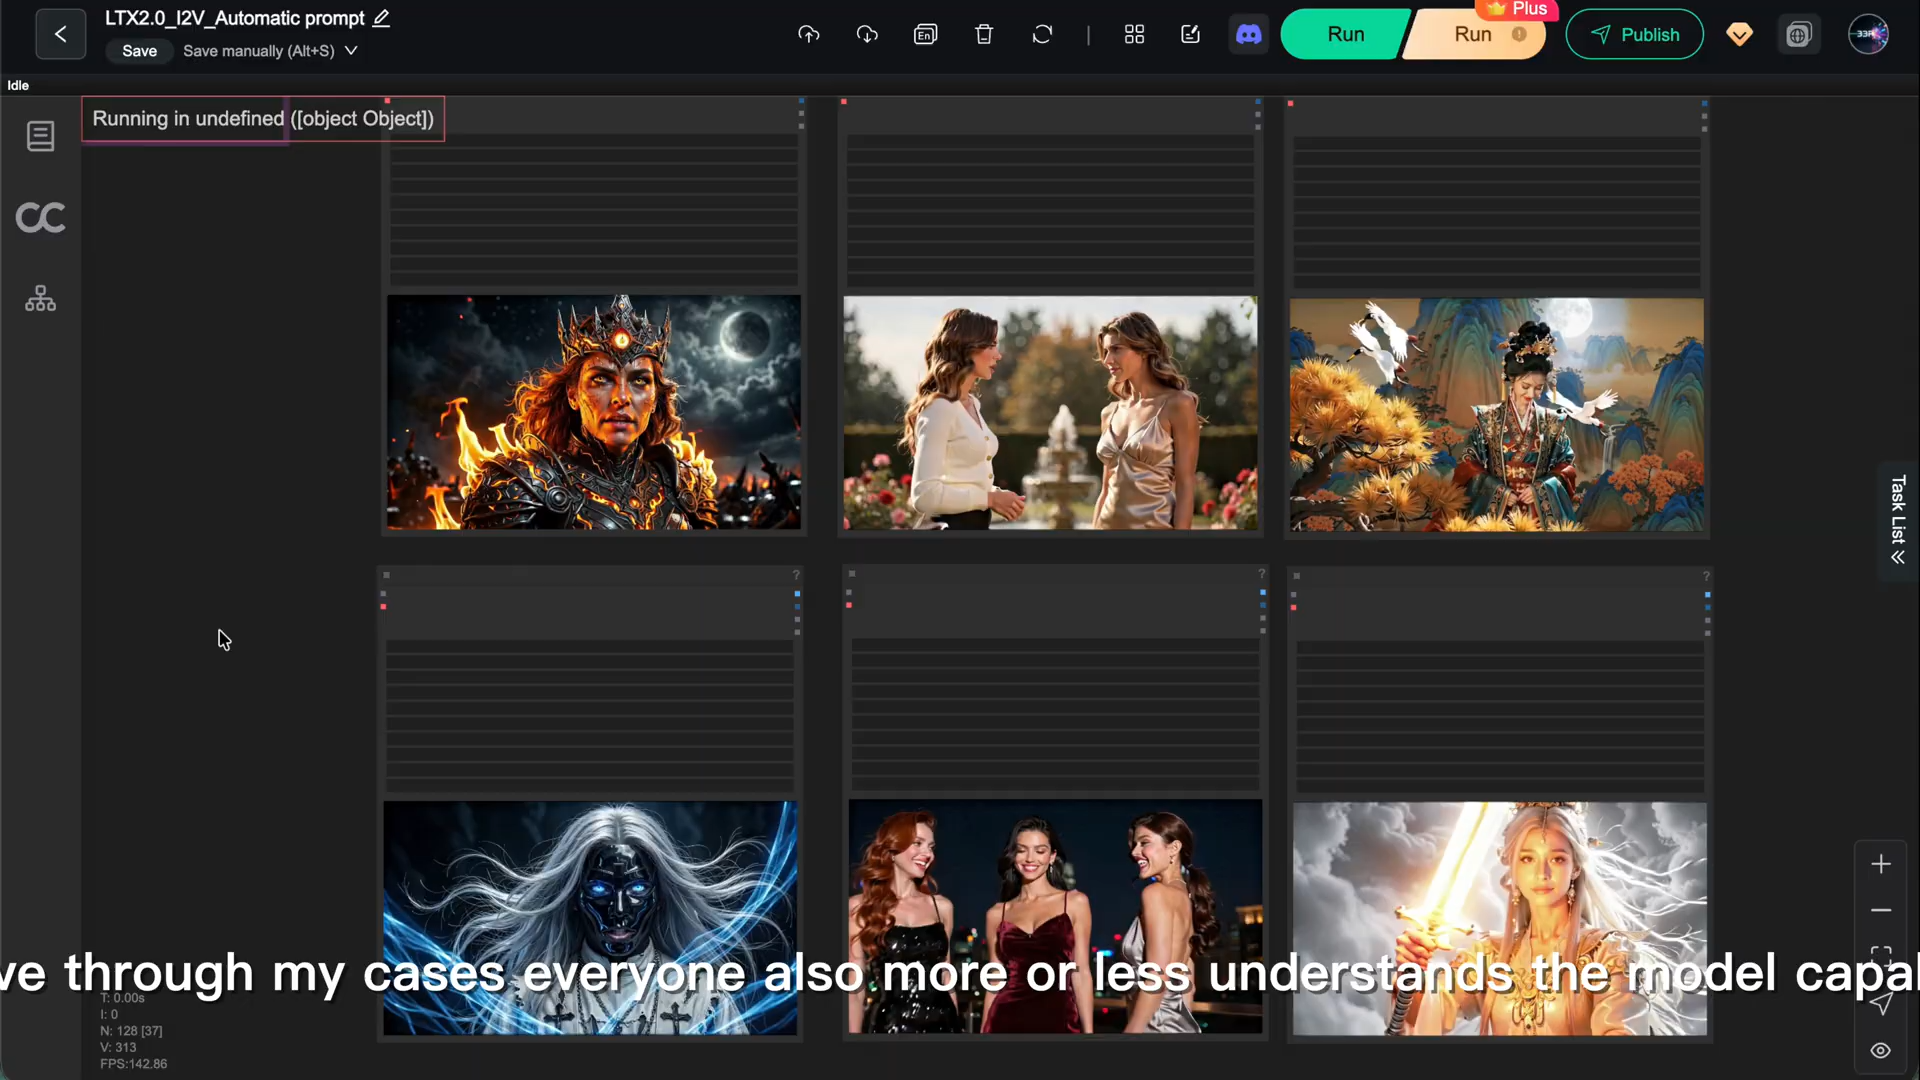 LTX2.0_I2V_Automatic prompt
Save
Save manually (Alt+S)
En
Run
Run
Plus
Publish
Idle
Running in undefined ([object Object])
CC
Task List
?
?
?
ve through my cases everyone also more or less understands the model capa
T: 0.00s
I: 0
N: 128 [37]
V: 313
FPS:142.86